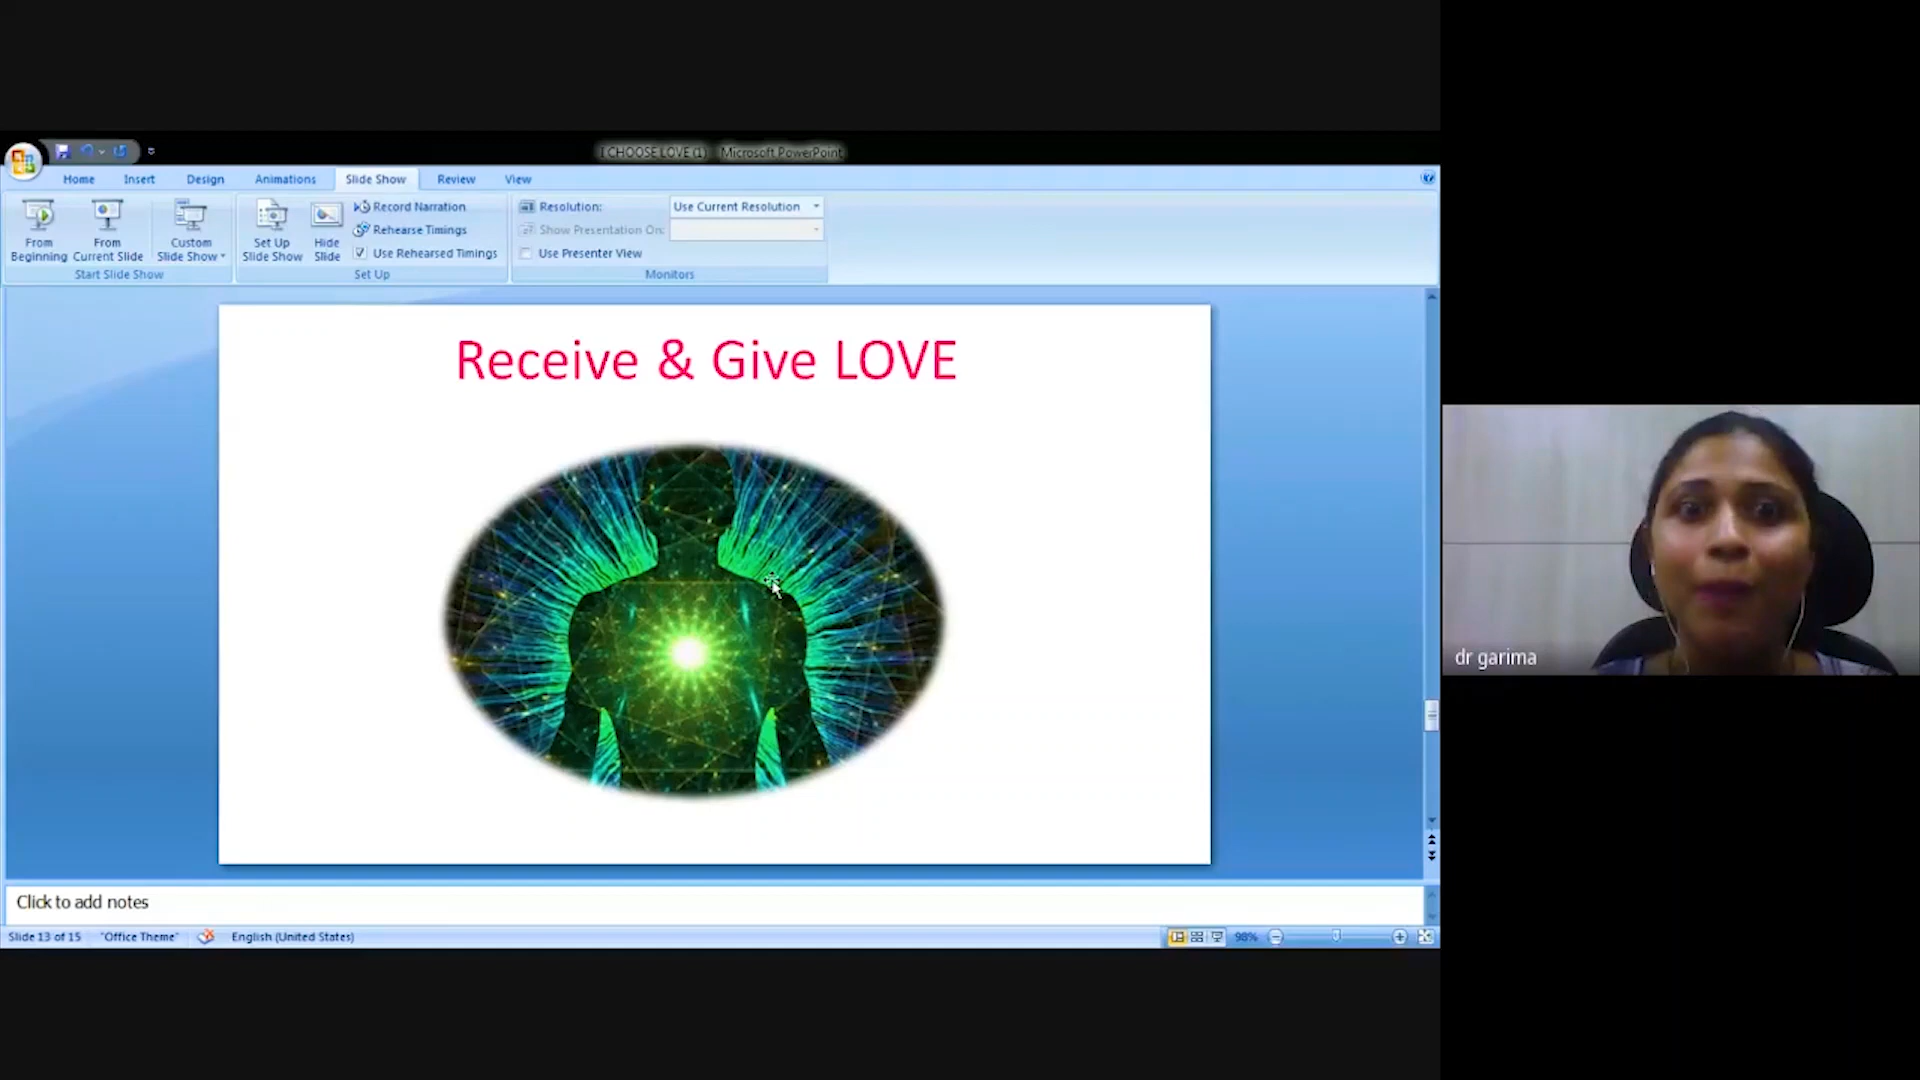 I CHOOSE LOVE (1) - Microsoft PowerPoint
Home Insert Design Animations Slide Show Review View
From Beginning
From Current Slide
Custom Slide Show
Start Slide Show
Set Up Slide Show
Hide Slide
Record Narration
Rehearse Timings
Use Rehearsed Timings
Set Up
Resolution: Use Current Resolution
Show Presentation On:
Use Presenter View
Monitors
Receive & Give LOVE
dr garima
Click to add notes
Slide 13 of 15 "Office Theme" English (United States) 98%